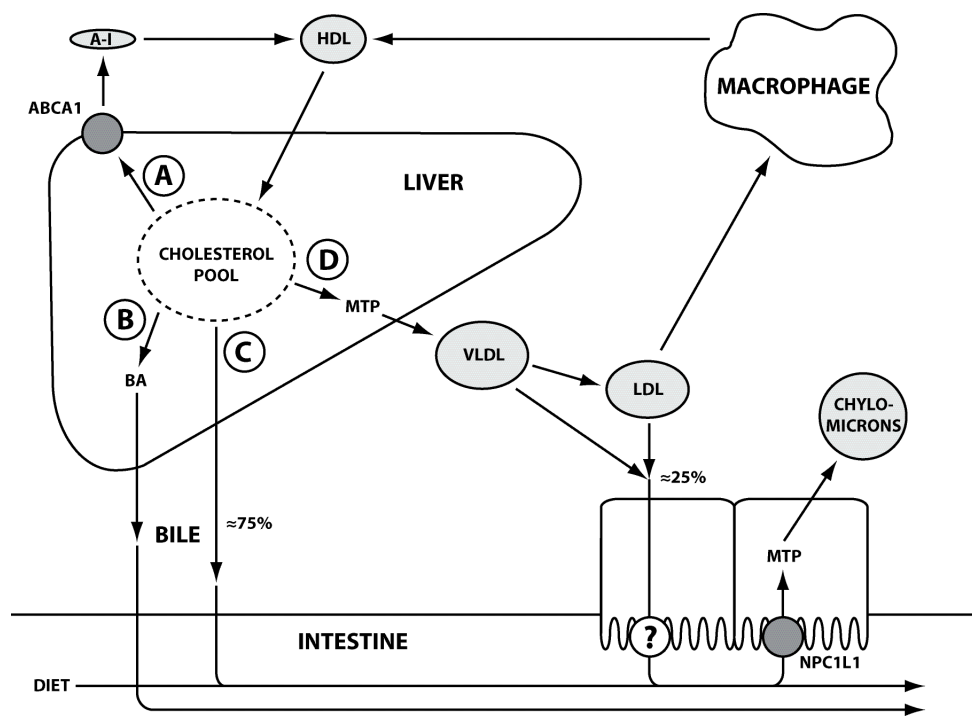 A-I
HDL
MACROPHAGE
ABCA1
A
LIVER
CHOLESTEROL
POOL
D
MTP
B
C
BA
VLDL
LDL
CHYLO-
MICRONS
≈25%
≈75%
BILE
MTP
INTESTINE
?
NPC1L1
DIET